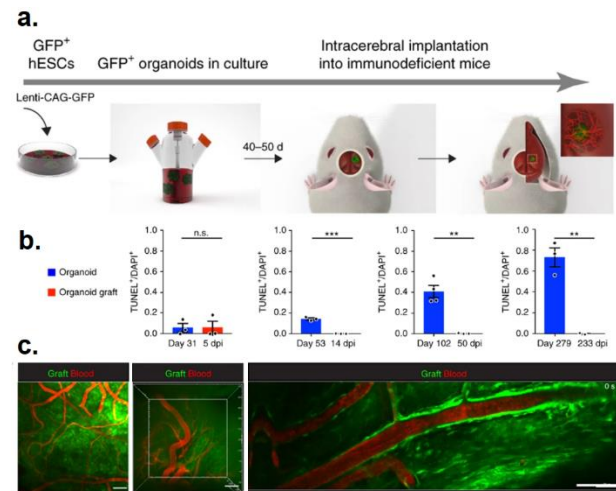 a.
GFP⁺
hESCs
GFP⁺ organoids in culture
Intracerebral implantation
into immunodeficient mice
Lenti-CAG-GFP
40–50 d
b.
Organoid
Organoid graft
TUNEL⁺/DAPI⁺
1.0
0.8
0.6
0.4
0.2
0.0
n.s.
Day 31 5 dpi
TUNEL⁺/DAPI⁺
1.0
0.8
0.6
0.4
0.2
0.0
***
Day 53 14 dpi
TUNEL⁺/DAPI⁺
1.0
0.8
0.6
0.4
0.2
0.0
**
Day 102 50 dpi
TUNEL⁺/DAPI⁺
1.0
0.8
0.6
0.4
0.2
0.0
**
Day 279 233 dpi
c.
Graft Blood
Graft Blood
Graft Blood
0 s